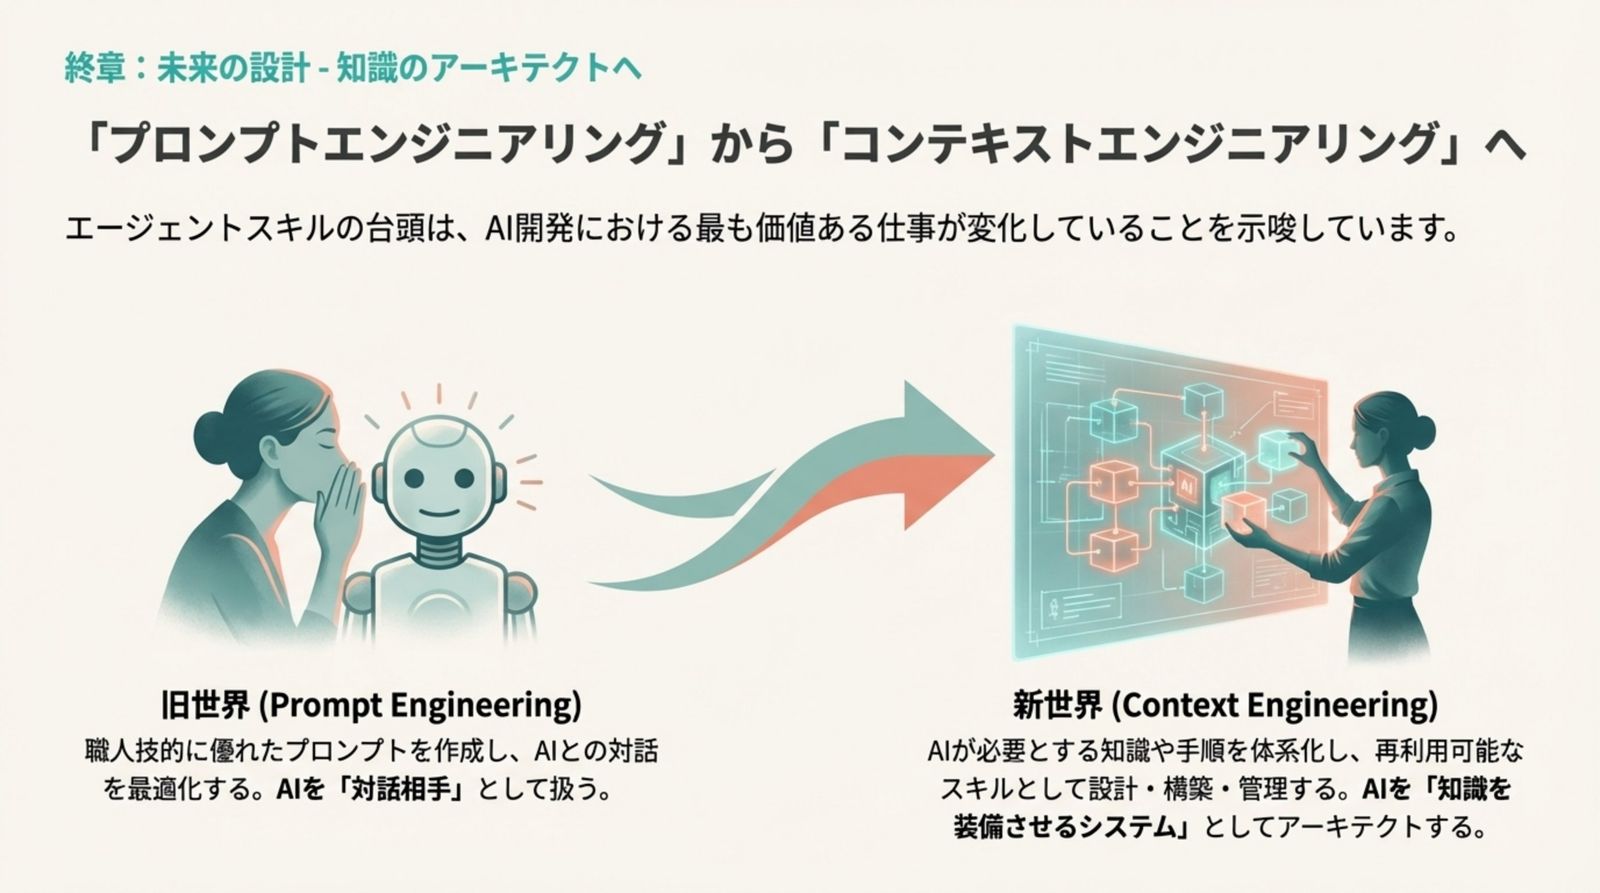 終章：未来の設計 - 知識のアーキテクトへ
「プロンプトエンジニアリング」から「コンテキストエンジニアリング」へ
エージェントスキルの台頭は、AI開発における最も価値ある仕事が変化していることを示唆しています。
AI
旧世界 (Prompt Engineering)
職人技的に優れたプロンプトを作成し、AIとの対話
を最適化する。AIを「対話相手」として扱う。
新世界 (Context Engineering)
AIが必要とする知識や手順を体系化し、再利用可能な
スキルとして設計・構築・管理する。AIを「知識を
装備させるシステム」としてアーキテクトする。